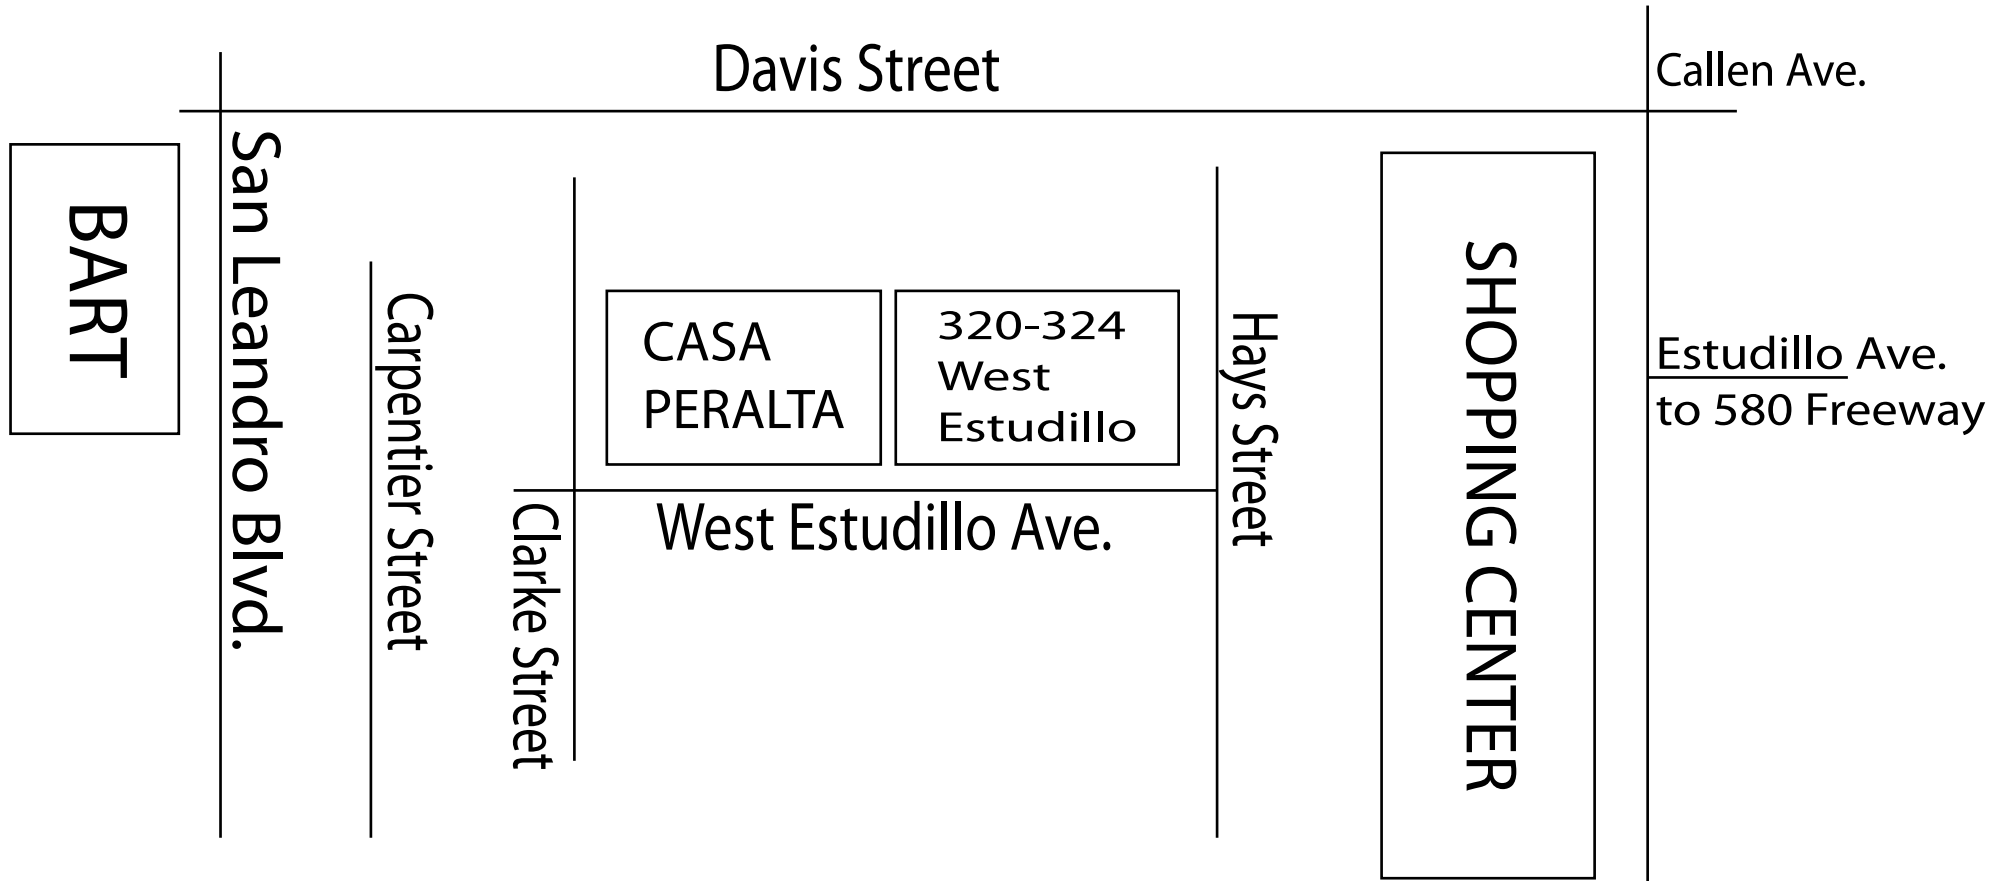 Davis Street
Callen Ave.
BART
San Leandro Blvd.
Carpentier Street
Clarke Street
CASA
PERALTA
320-324
West
Estudillo
West Estudillo Ave.
Hays Street
SHOPPING CENTER
Estudillo Ave.
to 580 Freeway